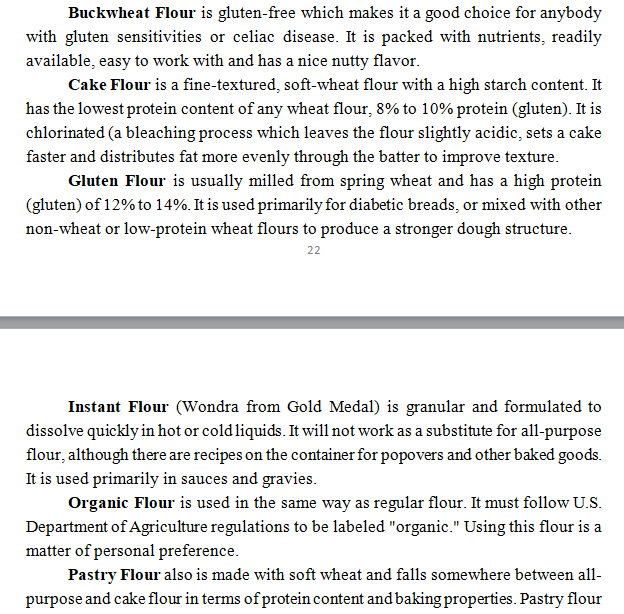 Buckwheat Flour is gluten-free which makes it a good choice for anybody
with gluten sensitivities or celiac disease. It is packed with nutrients, readily
available, easy to work with and has a nice nutty flavor.
Cake Flour is a fine-textured, soft-wheat flour with a high starch content. It
has the lowest protein content of any wheat flour, 8% to 10% protein (gluten). It is
chlorinated (a bleaching process which leaves the flour slightly acidic, sets a cake
faster and distributes fat more evenly through the batter to improve texture.
Gluten Flour is usually milled from spring wheat and has a high protein
(gluten) of 12% to 14%. It is used primarily for diabetic breads, or mixed with other
non-wheat or low-protein wheat flours to produce a stronger dough structure.
22
Instant Flour (Wondra from Gold Medal) is granular and formulated to
dissolve quickly in hot or cold liquids. It will not work as a substitute for all-purpose
flour, although there are recipes on the container for popovers and other baked goods.
It is used primarily in sauces and gravies.
Organic Flour is used in the same way as regular flour. It must follow U.S.
Department of Agriculture regulations to be labeled "organic." Using this flour is a
matter of personal preference.
Pastry Flour also is made with soft wheat and falls somewhere between all-
purpose and cake flour in terms of protein content and baking properties. Pastry flour